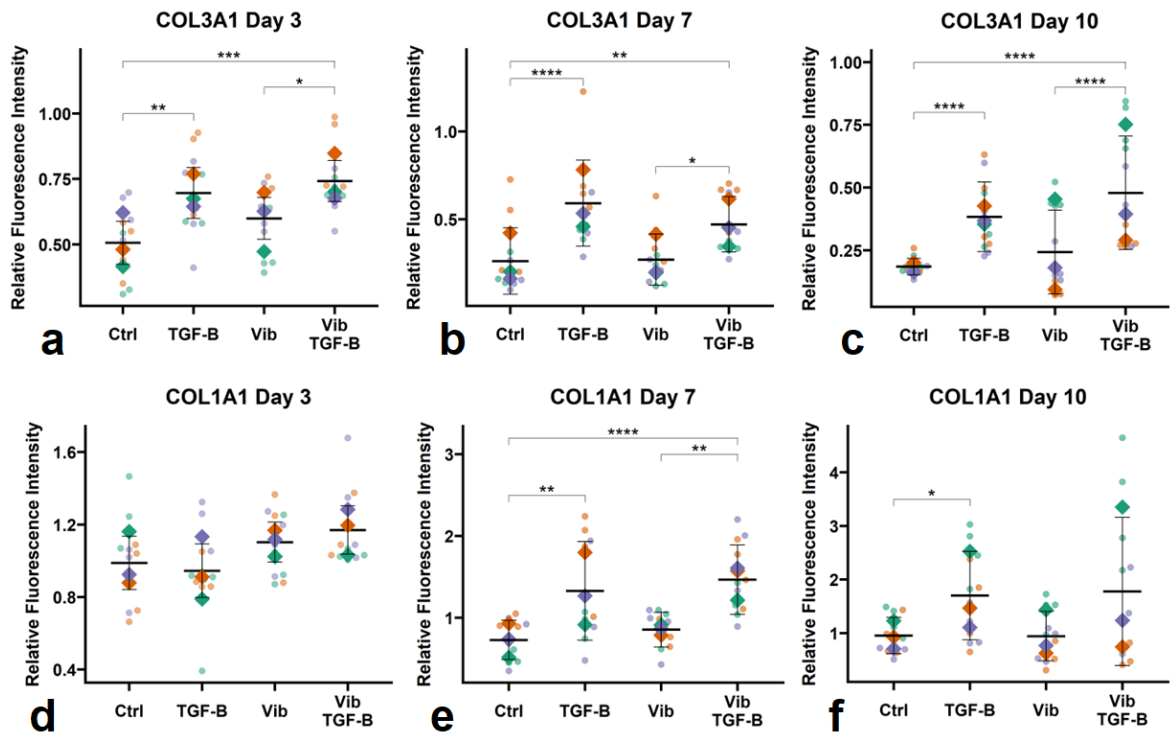 COL3A1 Day 3
Relative Fluorescence Intensity
1.00
0.75
0.50
***
*
**
Ctrl TGF-B Vib Vib
TGF-B
a
COL3A1 Day 7
Relative Fluorescence Intensity
1.0
0.5
**
****
*
Ctrl TGF-B Vib Vib
TGF-B
b
COL3A1 Day 10
Relative Fluorescence Intensity
1.00
0.75
0.50
0.25
****
****
****
Ctrl TGF-B Vib Vib
TGF-B
c
COL1A1 Day 3
Relative Fluorescence Intensity
1.6
1.2
0.8
0.4
Ctrl TGF-B Vib Vib
TGF-B
d
COL1A1 Day 7
Relative Fluorescence Intensity
3
2
1
****
**
**
Ctrl TGF-B Vib Vib
TGF-B
e
COL1A1 Day 10
Relative Fluorescence Intensity
4
3
2
1
*
Ctrl TGF-B Vib Vib
TGF-B
f